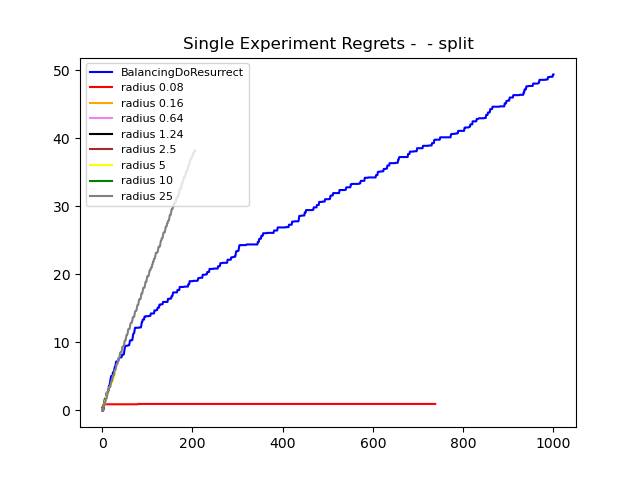 Single Experiment Regrets -  - split
BalancingDoResurrect
radius 0.08
radius 0.16
radius 0.64
radius 1.24
radius 2.5
radius 5
radius 10
radius 25
50
40
30
20
10
0
0 200 400 600 800 1000